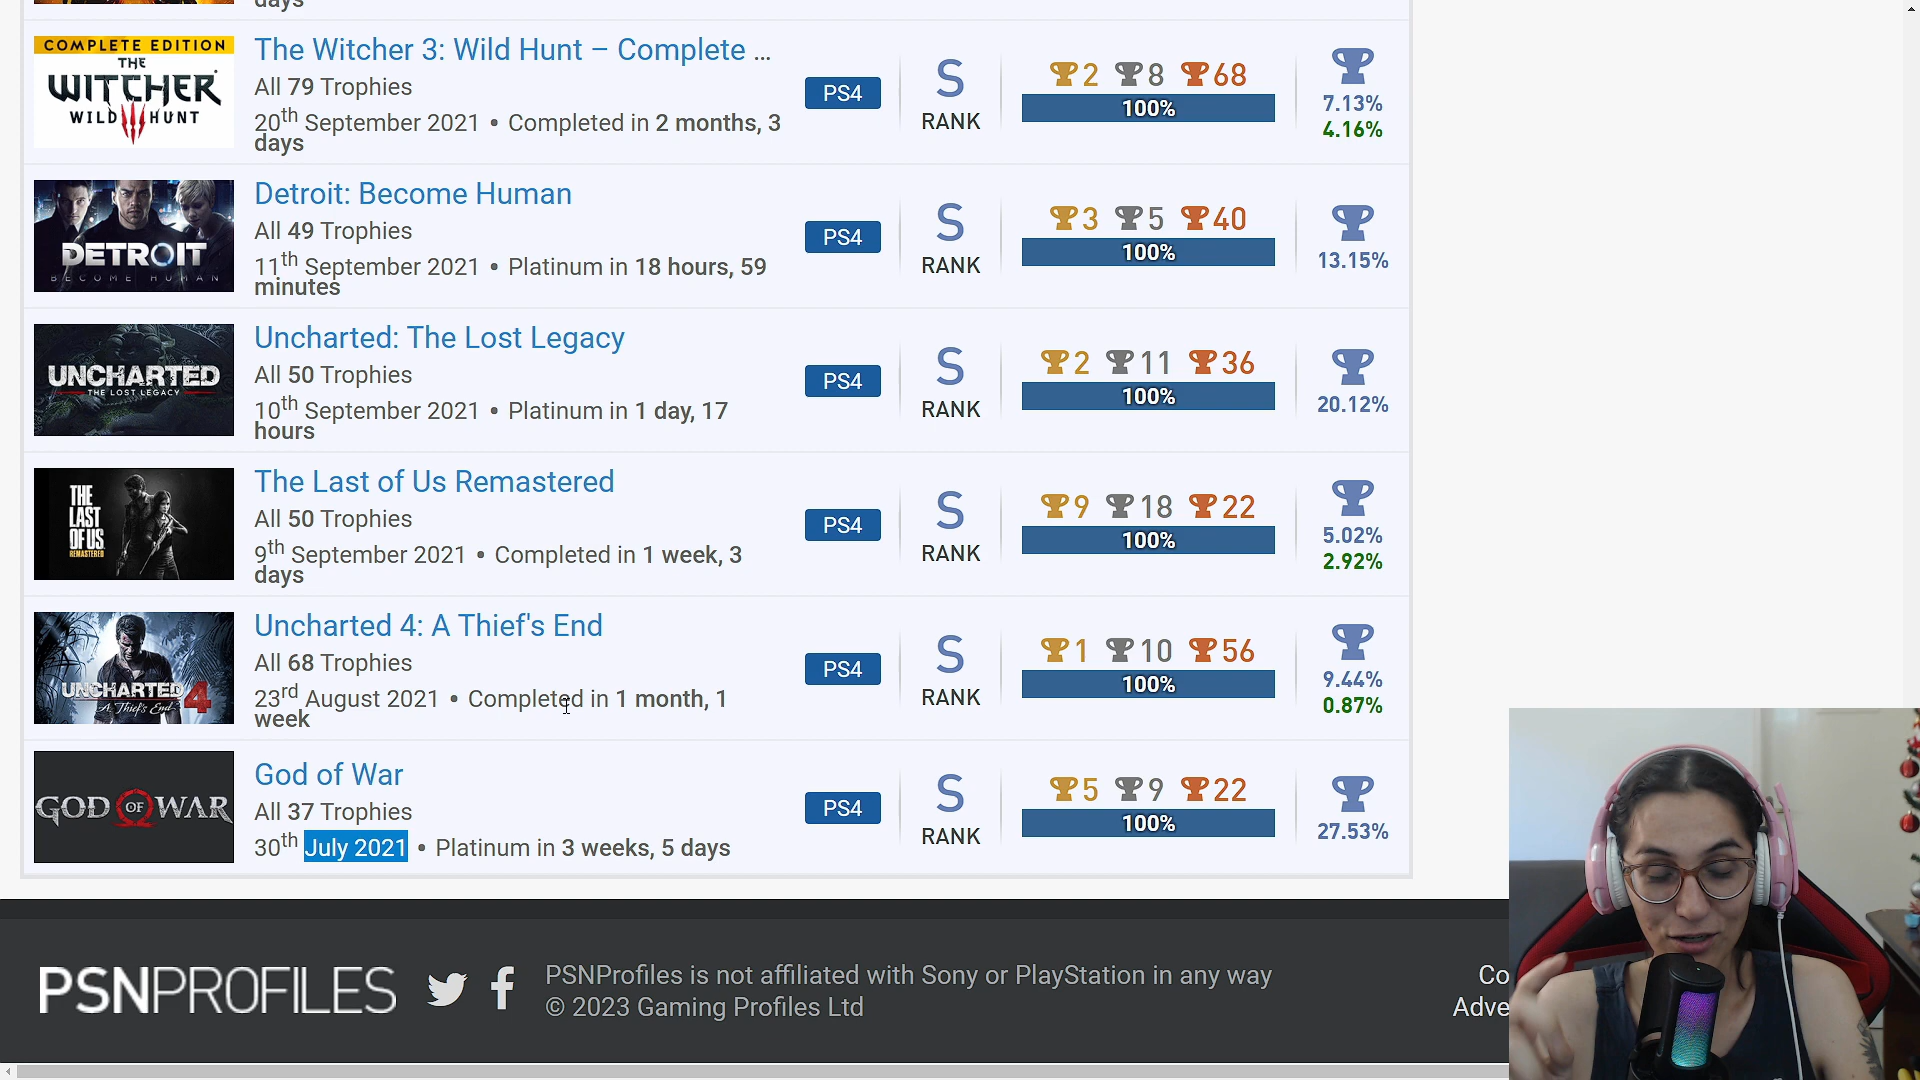 days
COMPLETE EDITION
THE
WITCHER
WILD HUNT
The Witcher 3: Wild Hunt – Complete ...
All 79 Trophies
20th September 2021 • Completed in 2 months, 3
days
PS4
S
RANK
2 8 68
100%
7.13%
4.16%
DETROIT
BECOME HUMAN
Detroit: Become Human
All 49 Trophies
11th September 2021 • Platinum in 18 hours, 59
minutes
PS4
S
RANK
3 5 40
100%
13.15%
UNCHARTED
THE LOST LEGACY
Uncharted: The Lost Legacy
All 50 Trophies
10th September 2021 • Platinum in 1 day, 17
hours
PS4
S
RANK
2 11 36
100%
20.12%
THE
LAST
OF US
REMASTERED
The Last of Us Remastered
All 50 Trophies
9th September 2021 • Completed in 1 week, 3
days
PS4
S
RANK
9 18 22
100%
5.02%
2.92%
UNCHARTED 4
A Thief's End
Uncharted 4: A Thief's End
All 68 Trophies
23rd August 2021 • Completed in 1 month, 1
week
PS4
S
RANK
1 10 56
100%
9.44%
0.87%
GOD OF WAR
God of War
All 37 Trophies
30th July 2021 • Platinum in 3 weeks, 5 days
PS4
S
RANK
5 9 22
100%
27.53%
PSNPROFILES
PSNProfiles is not affiliated with Sony or PlayStation in any way
© 2023 Gaming Profiles Ltd
Co
Adve